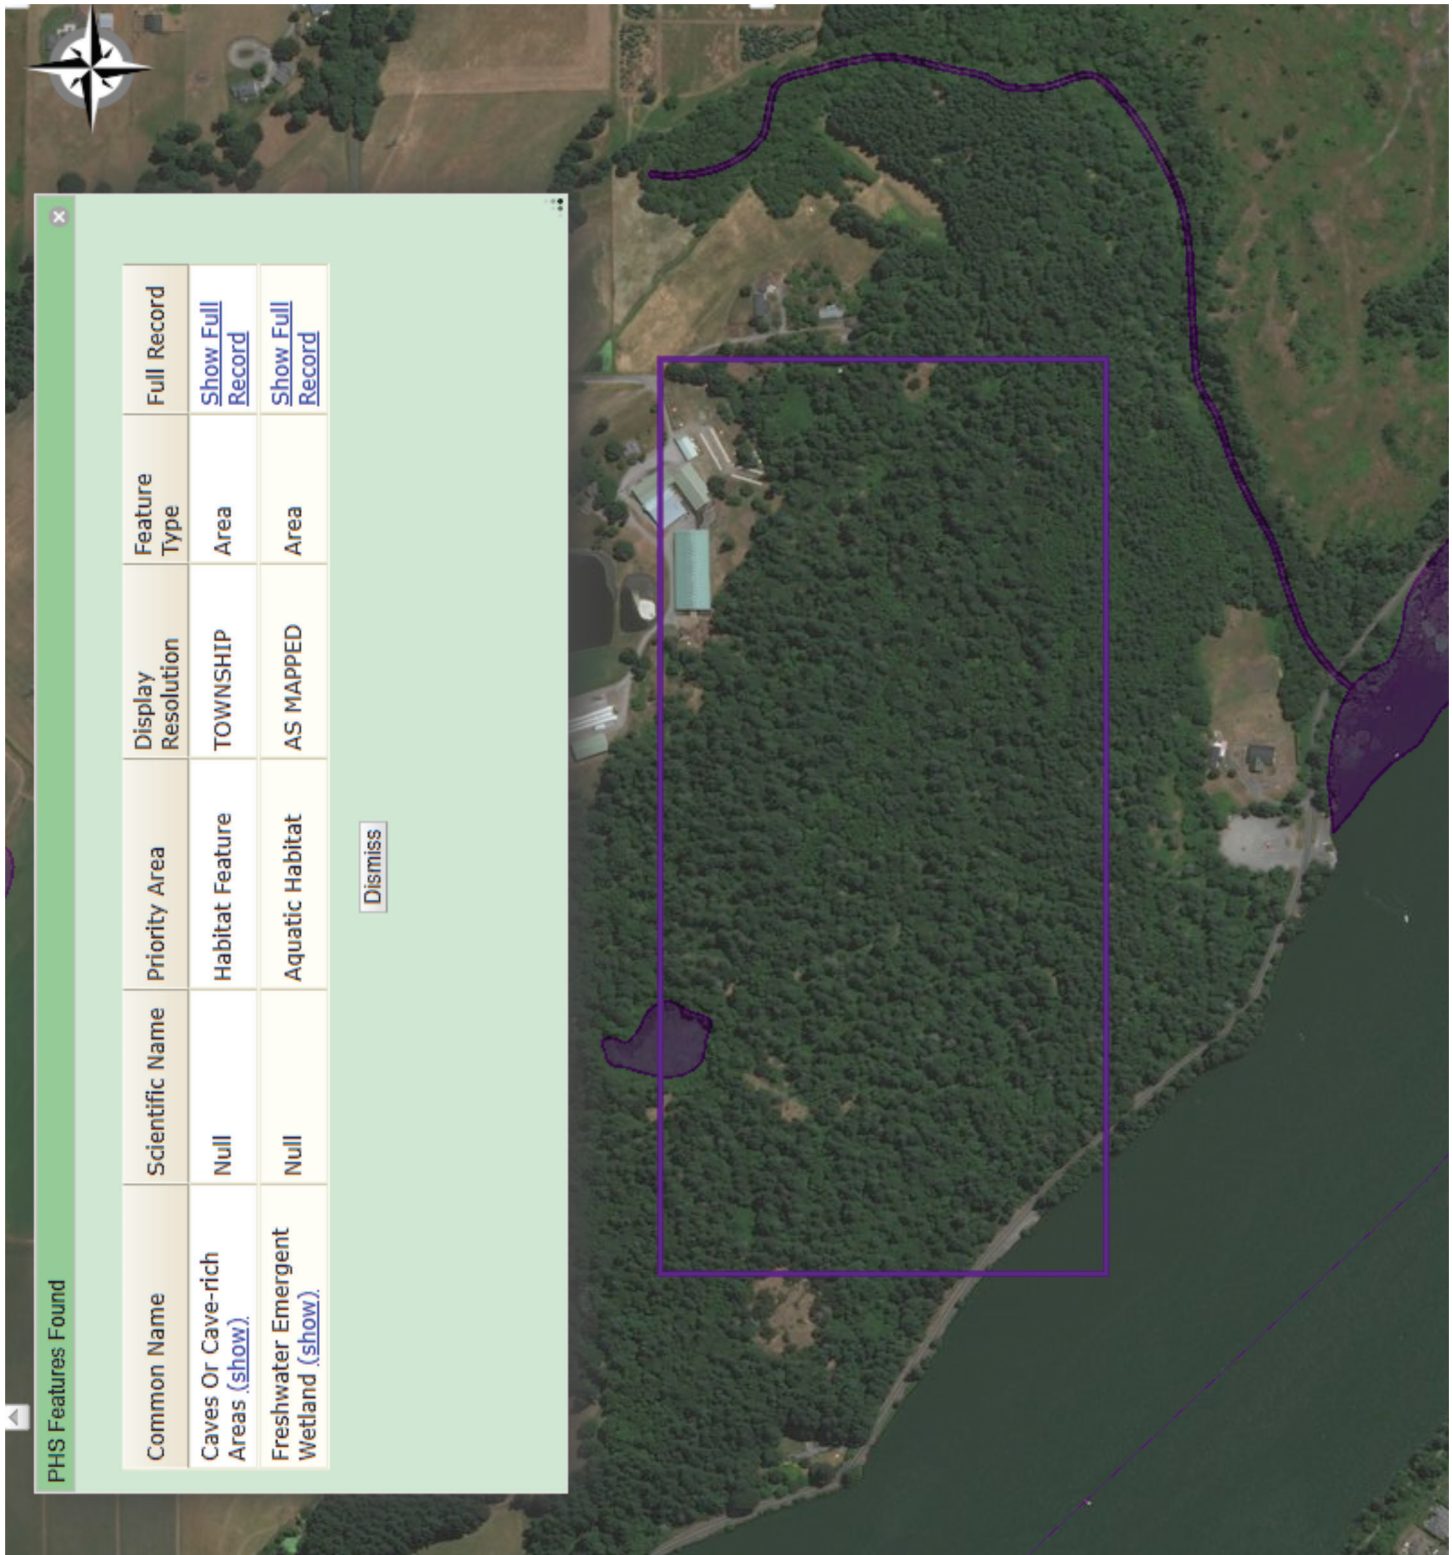 PHS Features Found
Common Name Scientific Name Priority Area Display Feature Full Record
Resolution Type
Caves Or Cave-rich Null Habitat Feature TOWNSHIP Area Show Full
Areas (show) Record
Freshwater Emergent Null Aquatic Habitat AS MAPPED Area Show Full
Wetland (show) Record
Dismiss